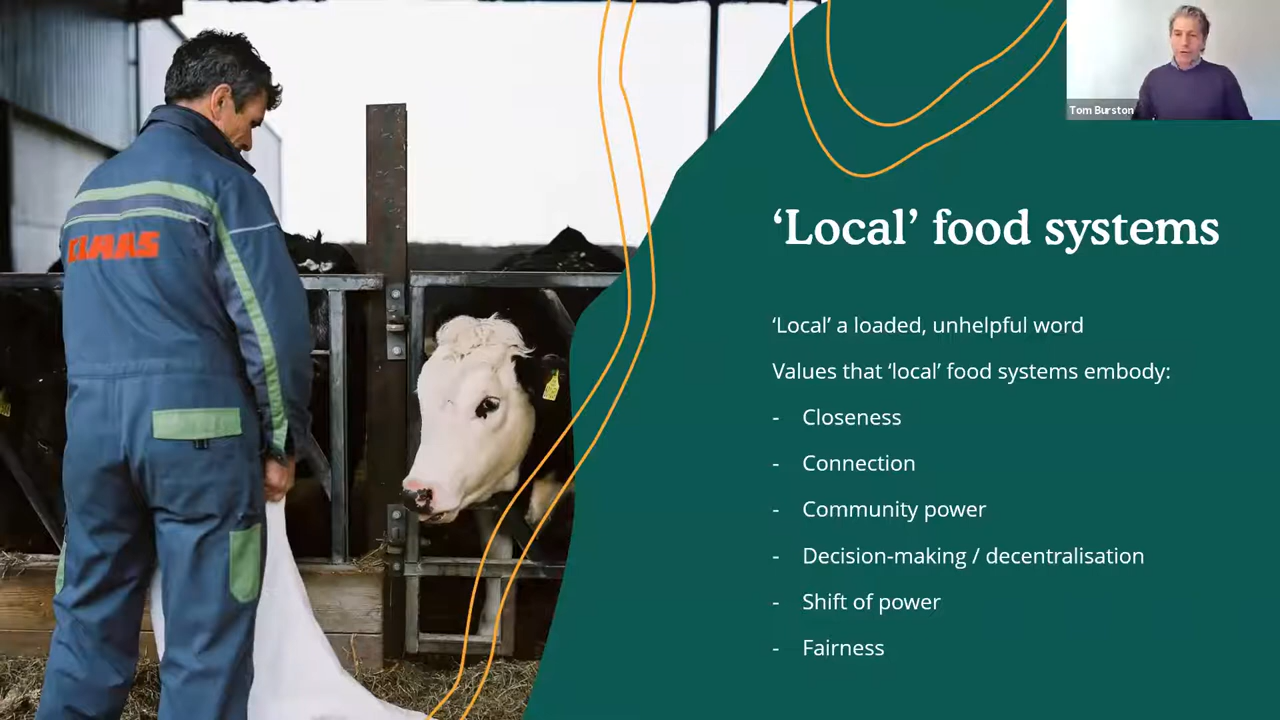 CLAAS
Tom Burston
‘Local’ food systems
‘Local’ a loaded, unhelpful word
Values that ‘local’ food systems embody:
- Closeness
- Connection
- Community power
- Decision-making / decentralisation
- Shift of power
- Fairness